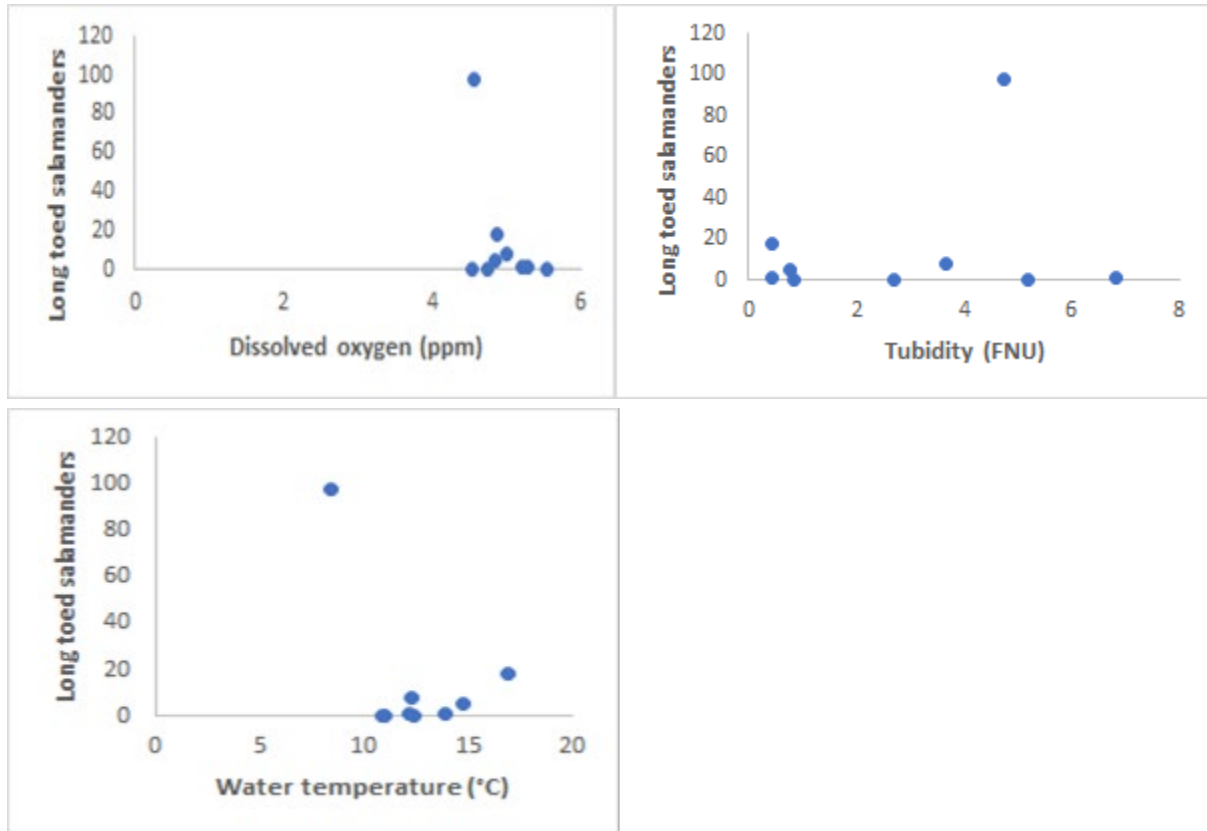 120
100
80
60
40
20
0
Long toed salamanders
0 2 4 6
Dissolved oxygen (ppm)
120
100
80
60
40
20
0
Long toed salamanders
0 2 4 6 8
Tubidity (FNU)
120
100
80
60
40
20
0
Long toed salamanders
0 5 10 15 20
Water temperature (°C)